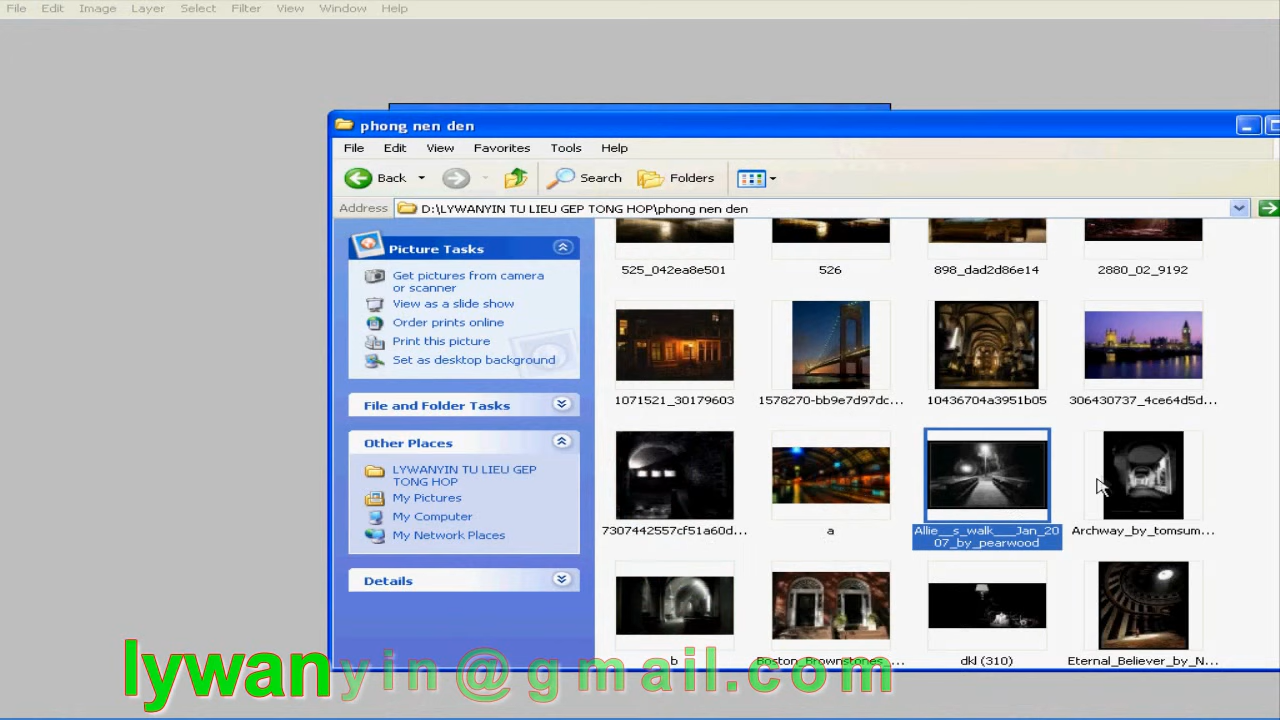 File Edit Image Layer Select Filter View Window Help
phong nen den
File Edit View Favorites Tools Help
Back Search Folders
Address D:\LYWANYIN TU LIEU GEP TONG HOP\phong nen den
Picture Tasks
Get pictures from camera
or scanner
View as a slide show
Order prints online
Print this picture
Set as desktop background
File and Folder Tasks
Other Places
LYWANYIN TU LIEU GEP
TONG HOP
My Pictures
My Computer
My Network Places
Details
525_042ea8e501 526 898_dad2d86e14 2880_02_9192
1071521_30179603 1578270-bb9e7d97dc... 10436704a3951b05 306430737_4ce64d5d...
7307442557cf51a60d... a Allie__s_walk___Jan_20 Archway_by_tomsum...
07_by_pearwood
b Boston_Brownstones_... dkl (310) Eternal_Believer_by_N...
lywanyin@gmail.com